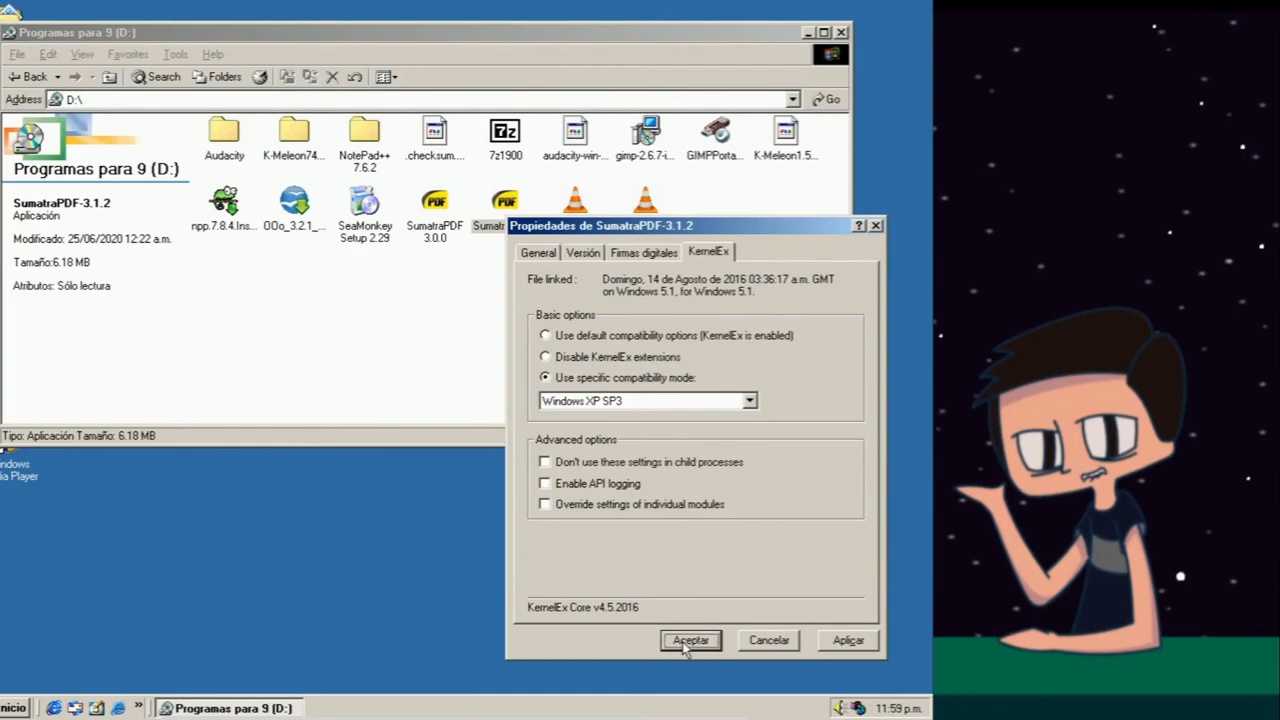 Programas para 9 (D:)
File Edit View Favorites Tools Help
Back Search Folders
Address D:\ Go
Programas para 9 (D:)
SumatraPDF-3.1.2
Aplicación
Modificado: 25/06/2020 12:22 a.m.
Tamaño:6.18 MB
Atributos: Sólo lectura
Audacity
K-Meleon74...
NotePad++
7.6.2
.checksum....
7z
7z1900
audacity-win-...
gimp-2.6.7-i...
GIMPPorta...
K-Meleon1.5...
npp.7.8.4.Ins...
OOo_3.2.1_...
SeaMonkey
Setup 2.29
PDF
SumatraPDF
3.0.0
PDF
Sumatr
Tipo: Aplicación Tamaño: 6.18 MB
Propiedades de SumatraPDF-3.1.2
General Versión Firmas digitales KernelEx
File linked : Domingo, 14 de Agosto de 2016 03:36:17 a.m. GMT
on Windows 5.1, for Windows 5.1.
Basic options
Use default compatibility options (KernelEx is enabled)
Disable KernelEx extensions
Use specific compatibility mode:
Windows XP SP3
Advanced options
Don't use these settings in child processes
Enable API logging
Override settings of individual modules
KernelEx Core v4.5.2016
Aceptar Cancelar Aplicar
indows
ia Player
nicio » Programas para 9 (D:) 11:59 p.m.